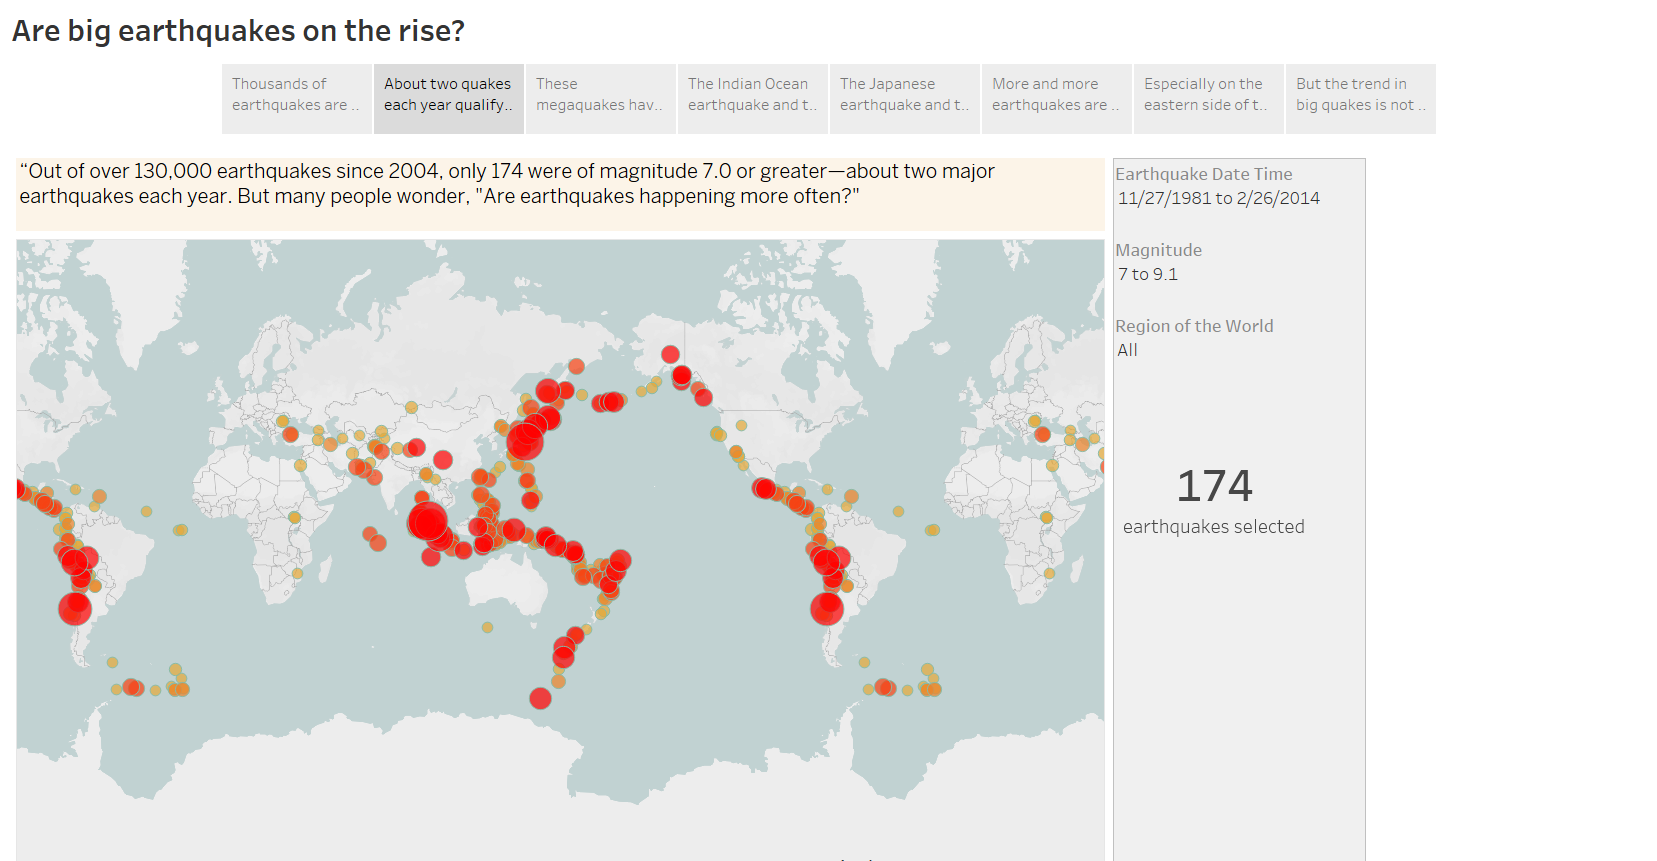 Are big earthquakes on the rise?
Thousands of
earthquakes are ..
About two quakes
each year qualify..
These
megaquakes hav..
The Indian Ocean
earthquake and t..
The Japanese
earthquake and t..
More and more
earthquakes are ..
Especially on the
eastern side of t..
But the trend in
big quakes is not ..
“Out of over 130,000 earthquakes since 2004, only 174 were of magnitude 7.0 or greater—about two major
earthquakes each year. But many people wonder, "Are earthquakes happening more often?"
Earthquake Date Time
11/27/1981 to 2/26/2014
Magnitude
7 to 9.1
Region of the World
All
174
earthquakes selected